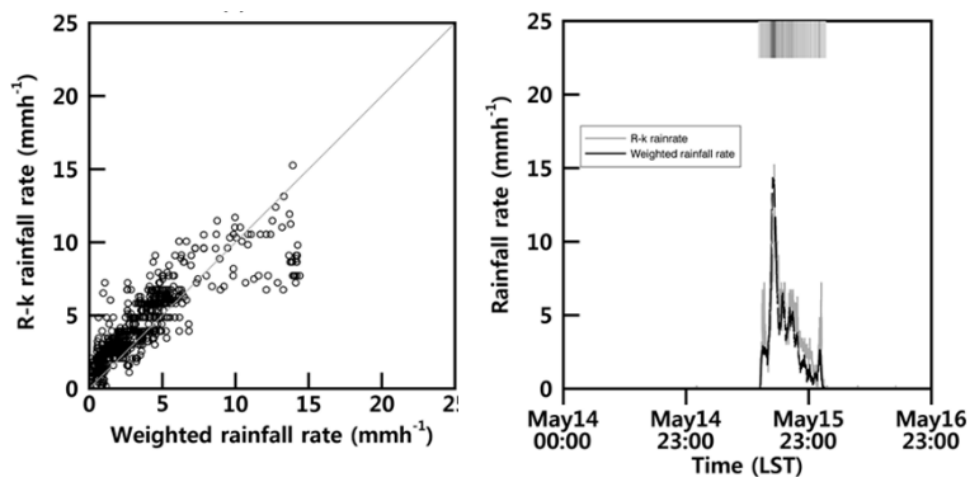 25
20
15
10
5
0
R-k rainfall rate (mmh-1)
0 5 10 15 20 25
Weighted rainfall rate (mmh-1)
25
20
15
10
5
0
Rainfall rate (mmh-1)
R-k rainrate
Weighted rainfall rate
May14 May14 May15 May16
00:00 23:00 23:00 23:00
Time (LST)